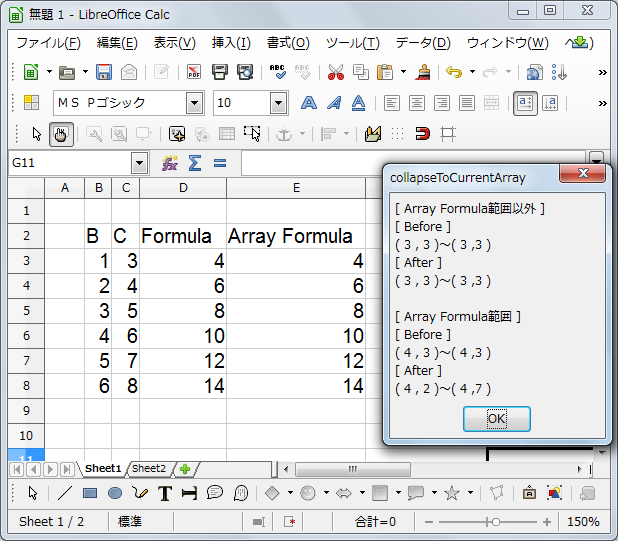 無題 1 - LibreOffice Calc
ファイル(F) 編集(E) 表示(V) 挿入(I) 書式(O) ツール(T) データ(D) ウィンドウ(W) ヘ
PDF ABC ABC
ＭＳ Ｐゴシック 10 A A A a a
G11
A B C D E
1
2 B C Formula Array Formula
3 1 3 4 4
4 2 4 6 6
5 3 5 8 8
6 4 6 10 10
7 5 7 12 12
8 6 8 14 14
9
10
11
collapseToCurrentArray
[ Array Formula範囲以外 ]
[ Before ]
( 3 , 3 )～( 3 ,3 )
[ After ]
( 3 , 3 )～( 3 ,3 )
[ Array Formula範囲 ]
[ Before ]
( 4 , 3 )～( 4 ,3 )
[ After ]
( 4 , 2 )～( 4 ,7 )
OK
Sheet1 Sheet2
T
Sheet 1 / 2 標準 合計=0 150%